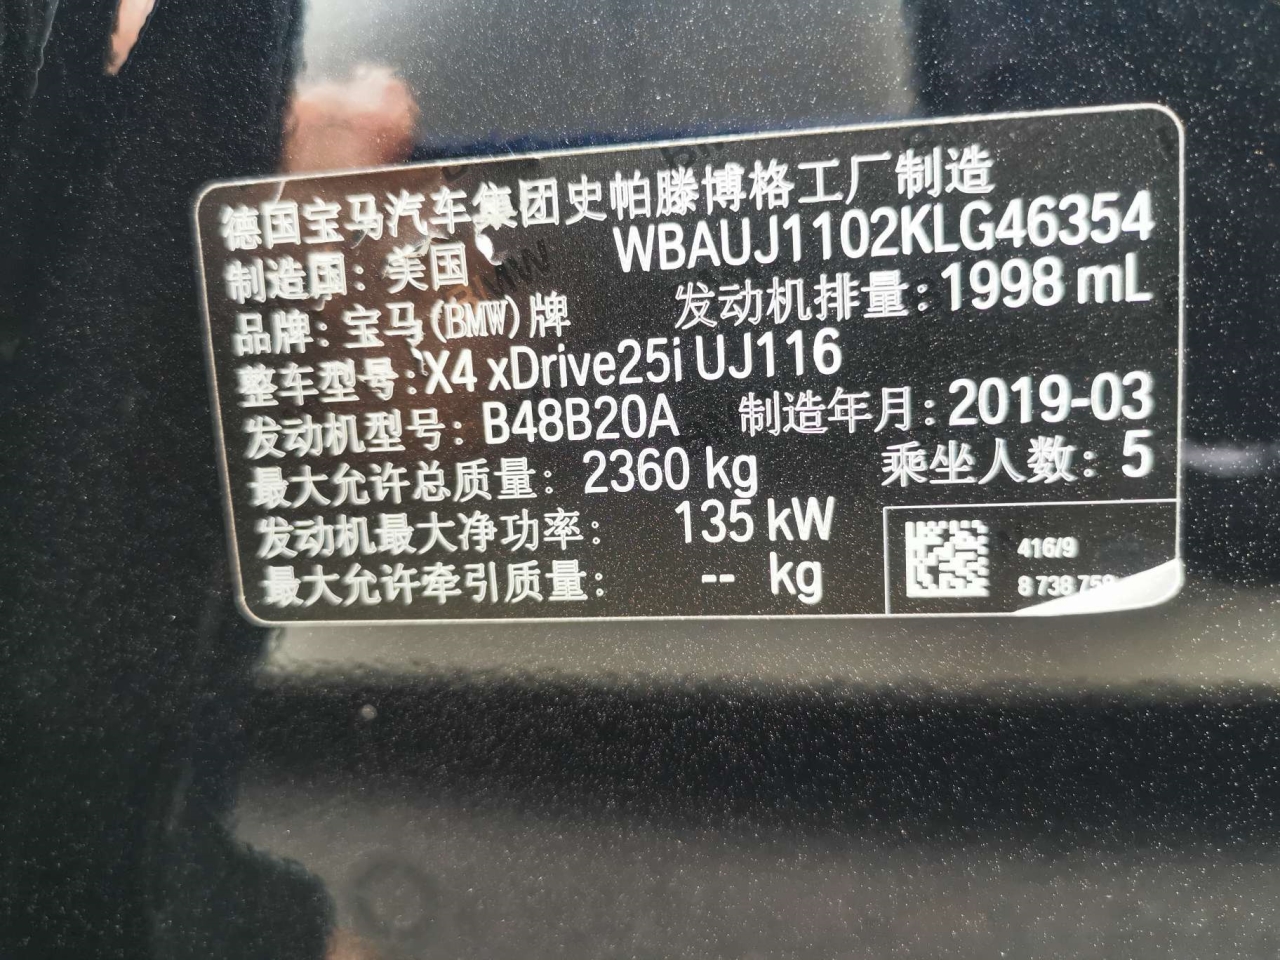 德国宝马汽车集团史帕滕博格工厂制造
制造国：美国 WBAUJ1102KLG46354
品牌：宝马(BMW)牌 发动机排量：1998 mL
整车型号：X4 xDrive25i UJ116
发动机型号：B48B20A 制造年月：2019-03
最大允许总质量：2360 kg 乘坐人数：5
发动机最大净功率：135 kW
最大允许牵引质量：-- kg
416/9
8 738 759